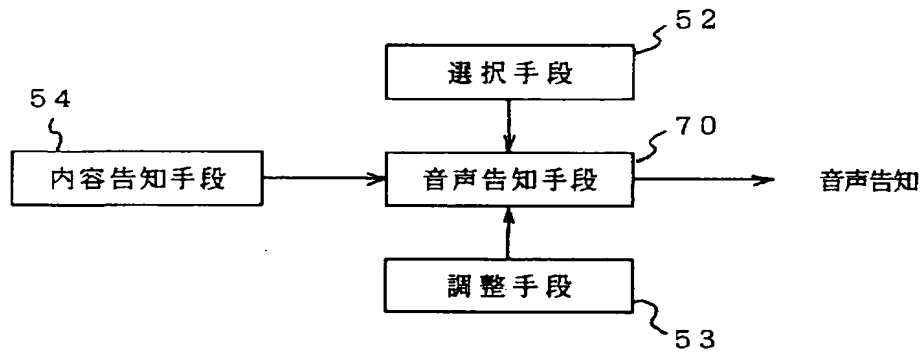 ５２
選択手段
５４
７０
内容告知手段
音声告知手段
音声告知
調整手段
５３